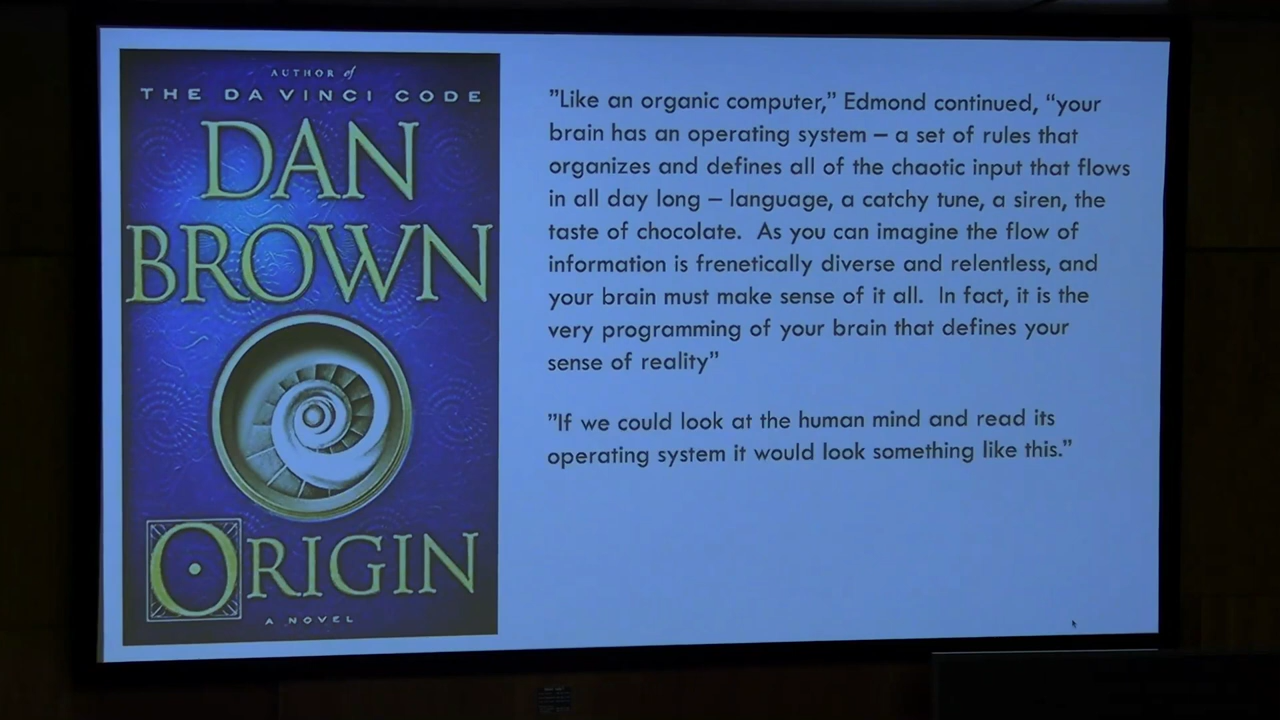 AUTHOR of
THE DA VINCI CODE
DAN
BROWN
ORIGIN
A NOVEL
”Like an organic computer,” Edmond continued, “your
brain has an operating system – a set of rules that
organizes and defines all of the chaotic input that flows
in all day long – language, a catchy tune, a siren, the
taste of chocolate.  As you can imagine the flow of
information is frenetically diverse and relentless, and
your brain must make sense of it all.  In fact, it is the
very programming of your brain that defines your
sense of reality”
”If we could look at the human mind and read its
operating system it would look something like this.”